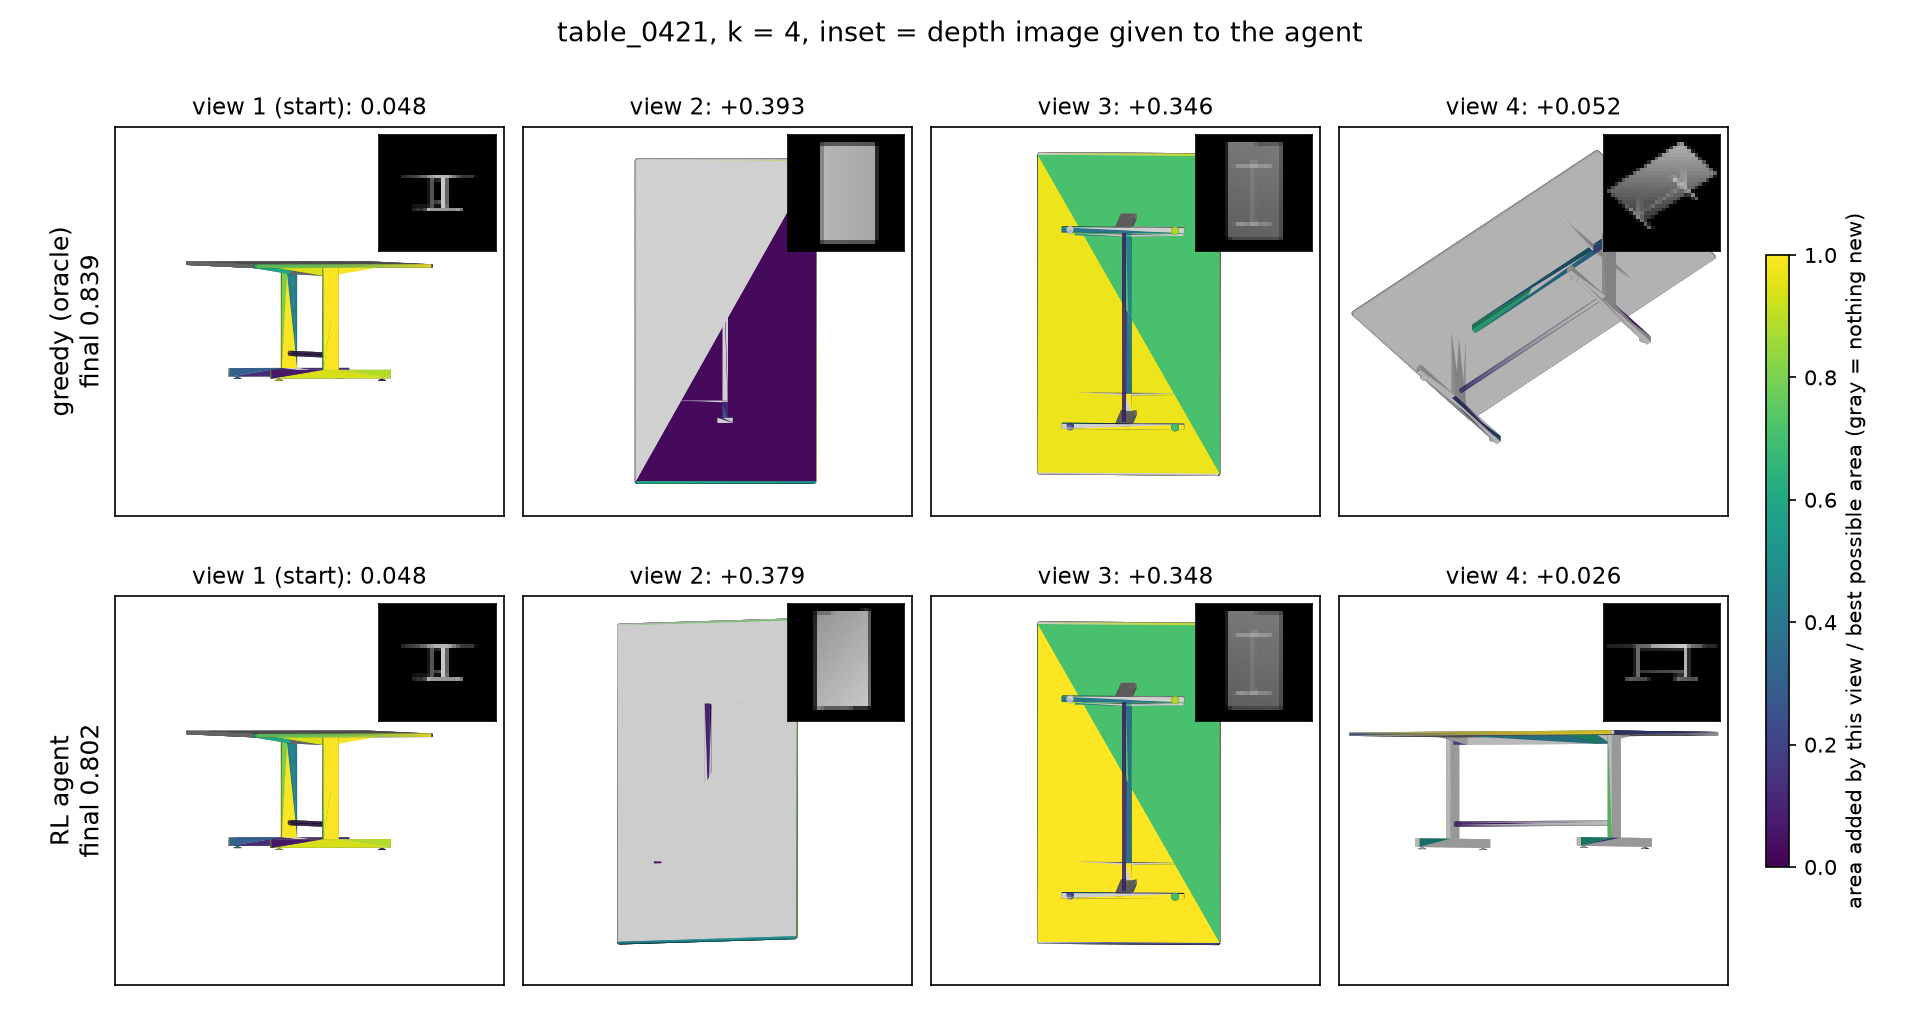 table_0421, k = 4, inset = depth image given to the agent
view 1 (start): 0.048
view 2: +0.393
view 3: +0.346
view 4: +0.052
greedy (oracle)
final 0.839
view 1 (start): 0.048
view 2: +0.379
view 3: +0.348
view 4: +0.026
RL agent
final 0.802
1.0
0.8
0.6
0.4
0.2
0.0
area added by this view / best possible area (gray = nothing new)